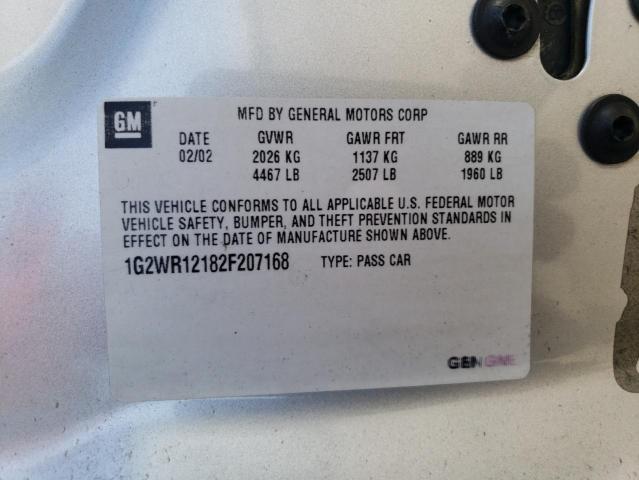 GM
MFD BY GENERAL MOTORS CORP
DATE GVWR GAWR FRT GAWR RR
02/02 2026 KG 1137 KG 889 KG
4467 LB 2507 LB 1960 LB
THIS VEHICLE CONFORMS TO ALL APPLICABLE U.S. FEDERAL MOTOR
VEHICLE SAFETY, BUMPER, AND THEFT PREVENTION STANDARDS IN
EFFECT ON THE DATE OF MANUFACTURE SHOWN ABOVE.
1G2WR12182F207168 TYPE: PASS CAR